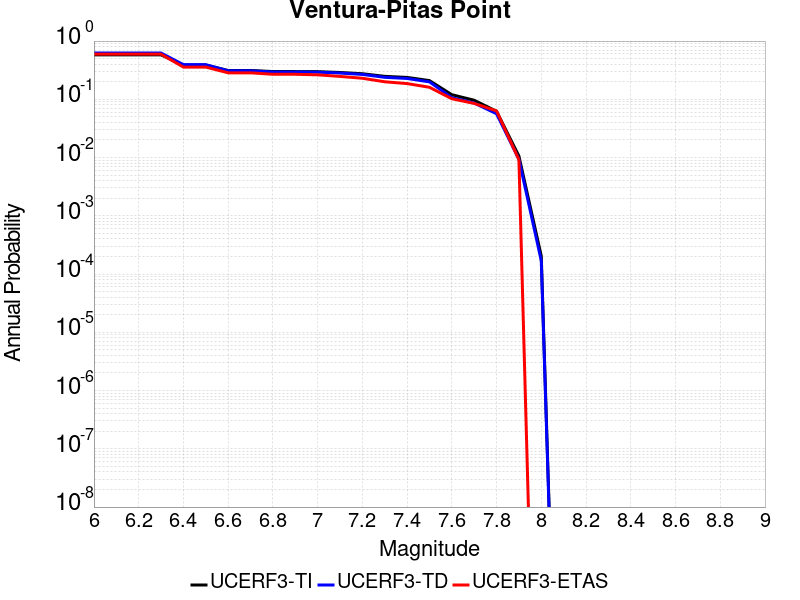 Ventura-Pitas Point
10^0
10^-1
10^-2
10^-3
10^-4
10^-5
10^-6
10^-7
10^-8
Annual Probability
6 6.2 6.4 6.6 6.8 7 7.2 7.4 7.6 7.8 8 8.2 8.4 8.6 8.8 9
Magnitude
UCERF3-TI UCERF3-TD UCERF3-ETAS